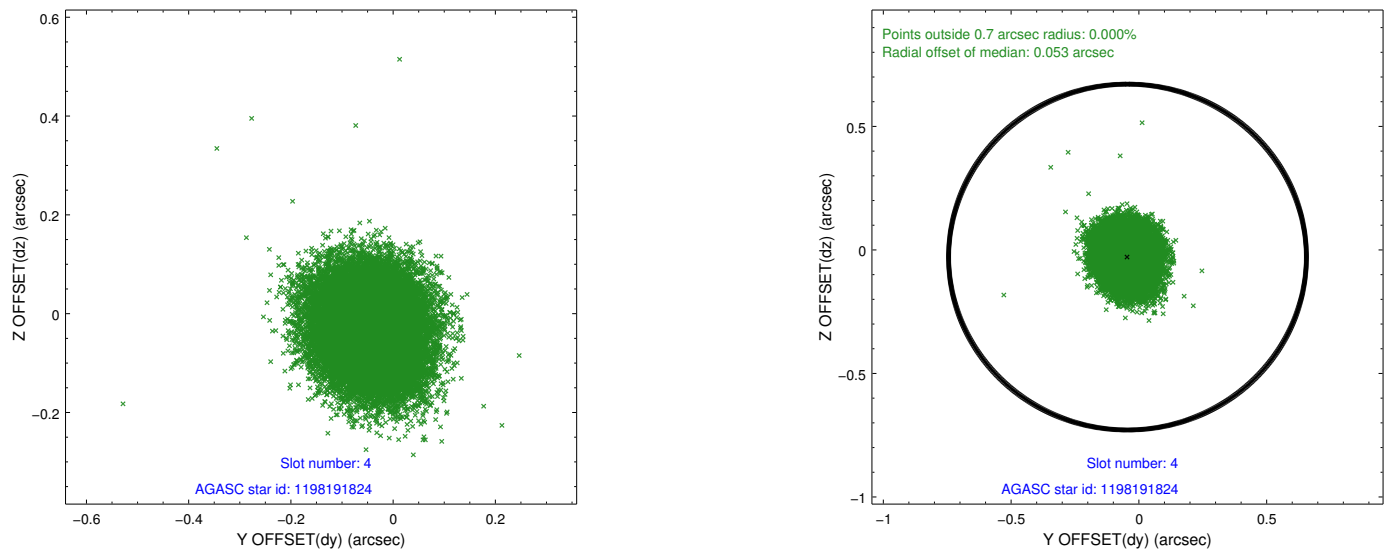 0.6
0.4
0.2
0
−0.2
−0.6
−0.4
−0.2
0
0.2
Z OFFSET(dz) (arcsec)
Y OFFSET(dy) (arcsec)
Slot number: 4
AGASC star id: 1198191824
Points outside 0.7 arcsec radius: 0.000%
Radial offset of median: 0.053 arcsec
0.5
0
−0.5
−1
−1
−0.5
0
0.5
Z OFFSET(dz) (arcsec)
Y OFFSET(dy) (arcsec)
Slot number: 4
AGASC star id: 1198191824